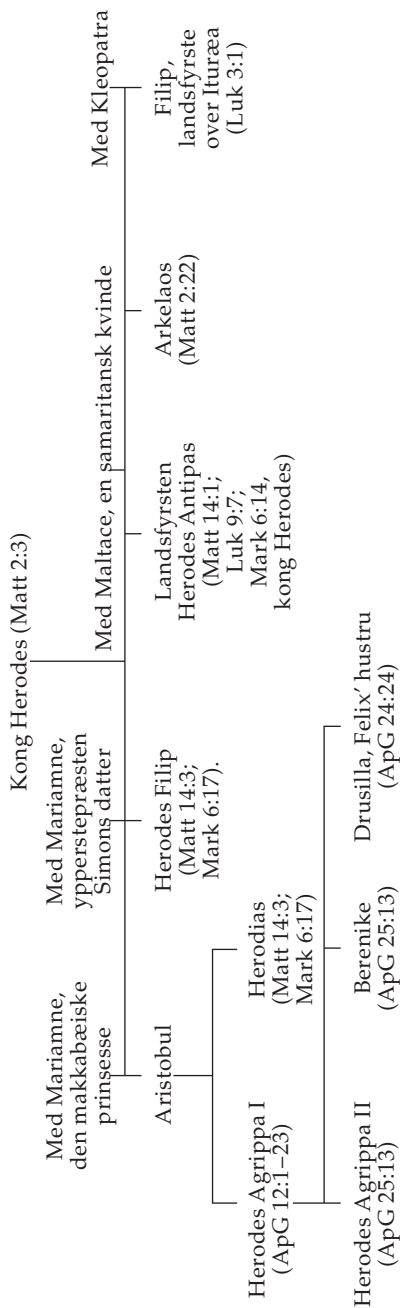 Kong Herodes (Matt 2:3)
Med Mariamne,
den makkabæiske
prinsesse
Med Mariamne,
ypperstepræsten
Simons datter
Med Maltace, en samaritansk kvinde
Med Kleopatra
Aristobul
Herodes Filip
(Matt 14:3;
Mark 6:17).
Landsfyrsten
Herodes Antipas
(Matt 14:1;
Luk 9:7;
Mark 6:14,
kong Herodes)
Arkelaos
(Matt 2:22)
Filip,
landsfyrste
over Ituræa
(Luk 3:1)
Herodes Agrippa I
(ApG 12:1–23)
Herodias
(Matt 14:3;
Mark 6:17)
Herodes Agrippa II
(ApG 25:13)
Berenike
(ApG 25:13)
Drusilla, Felix’ hustru
(ApG 24:24)